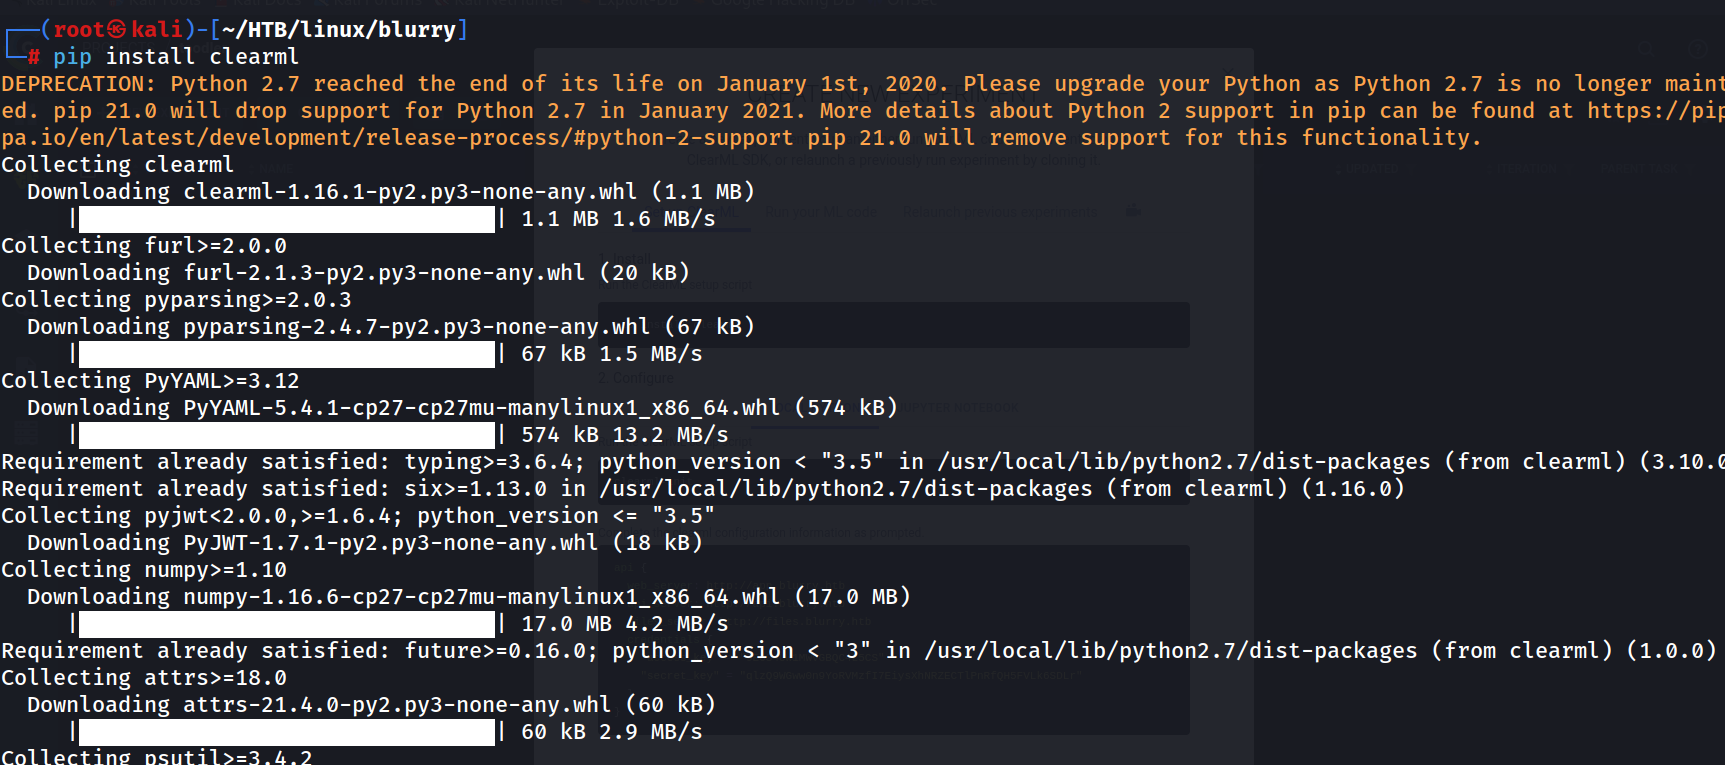 ┌──(root㉿kali)-[~/HTB/linux/blurry]
└─# pip install clearml
DEPRECATION: Python 2.7 reached the end of its life on January 1st, 2020. Please upgrade your Python as Python 2.7 is no longer maint
ed. pip 21.0 will drop support for Python 2.7 in January 2021. More details about Python 2 support in pip can be found at https://pip
pa.io/en/latest/development/release-process/#python-2-support pip 21.0 will remove support for this functionality.
Collecting clearml
Downloading clearml-1.16.1-py2.py3-none-any.whl (1.1 MB)
| | 1.1 MB 1.6 MB/s
Collecting furl>=2.0.0
Downloading furl-2.1.3-py2.py3-none-any.whl (20 kB)
Collecting pyparsing>=2.0.3
Downloading pyparsing-2.4.7-py2.py3-none-any.whl (67 kB)
| | 67 kB 1.5 MB/s
Collecting PyYAML>=3.12
Downloading PyYAML-5.4.1-cp27-cp27mu-manylinux1_x86_64.whl (574 kB)
| | 574 kB 13.2 MB/s
Requirement already satisfied: typing>=3.6.4; python_version < "3.5" in /usr/local/lib/python2.7/dist-packages (from clearml) (3.10.0
Requirement already satisfied: six>=1.13.0 in /usr/local/lib/python2.7/dist-packages (from clearml) (1.16.0)
Collecting pyjwt<2.0.0,>=1.6.4; python_version <= "3.5"
Downloading PyJWT-1.7.1-py2.py3-none-any.whl (18 kB)
Collecting numpy>=1.10
Downloading numpy-1.16.6-cp27-cp27mu-manylinux1_x86_64.whl (17.0 MB)
| | 17.0 MB 4.2 MB/s
Requirement already satisfied: future>=0.16.0; python_version < "3" in /usr/local/lib/python2.7/dist-packages (from clearml) (1.0.0)
Collecting attrs>=18.0
Downloading attrs-21.4.0-py2.py3-none-any.whl (60 kB)
| | 60 kB 2.9 MB/s
Collecting psutil>=3.4.2